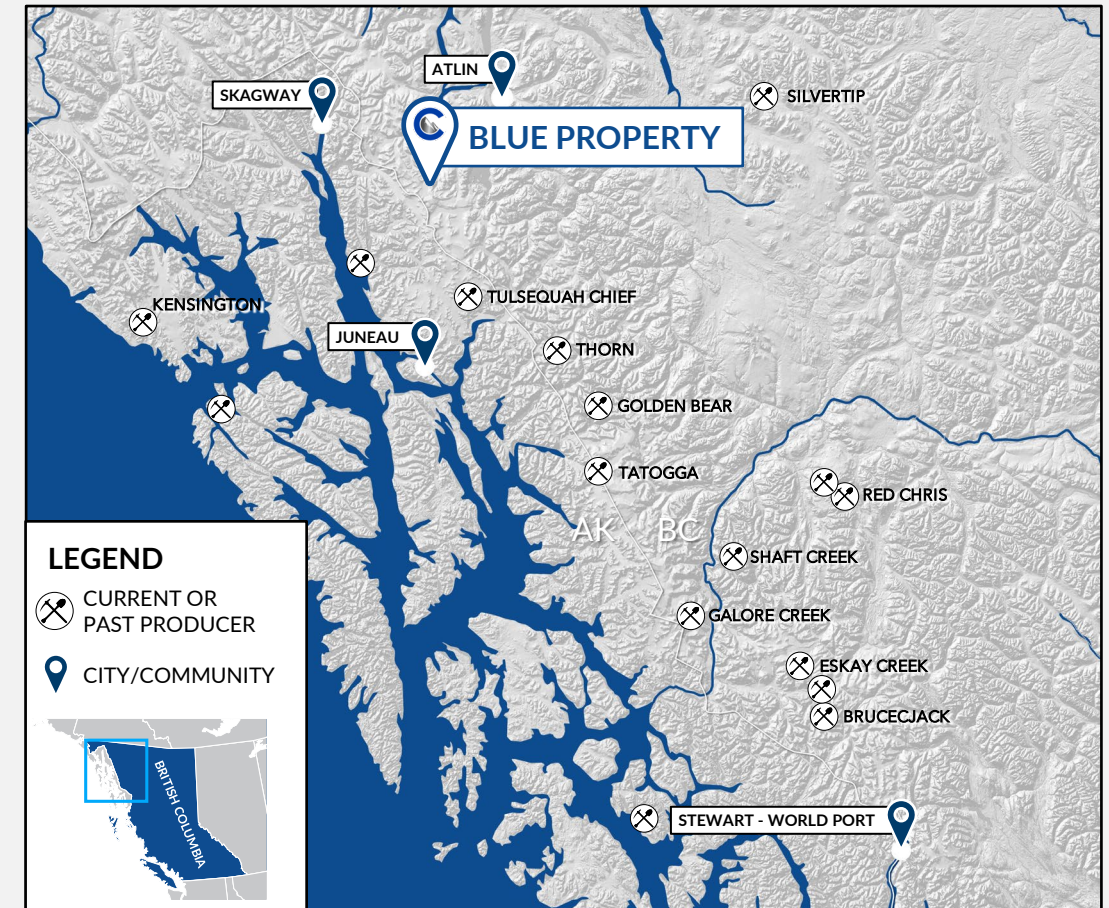 ATLIN
SKAGWAY
SILVERTIP
C
BLUE PROPERTY
KENSINGTON
TULSEQUAH CHIEF
JUNEAU
THORN
GOLDEN BEAR
TATOGGA
RED CHRIS
AK BC
SHAFT CREEK
GALORE CREEK
ESKAY CREEK
BRUCECJACK
STEWART - WORLD PORT
LEGEND
CURRENT OR
PAST PRODUCER
CITY/COMMUNITY
BRITISH COLUMBIA